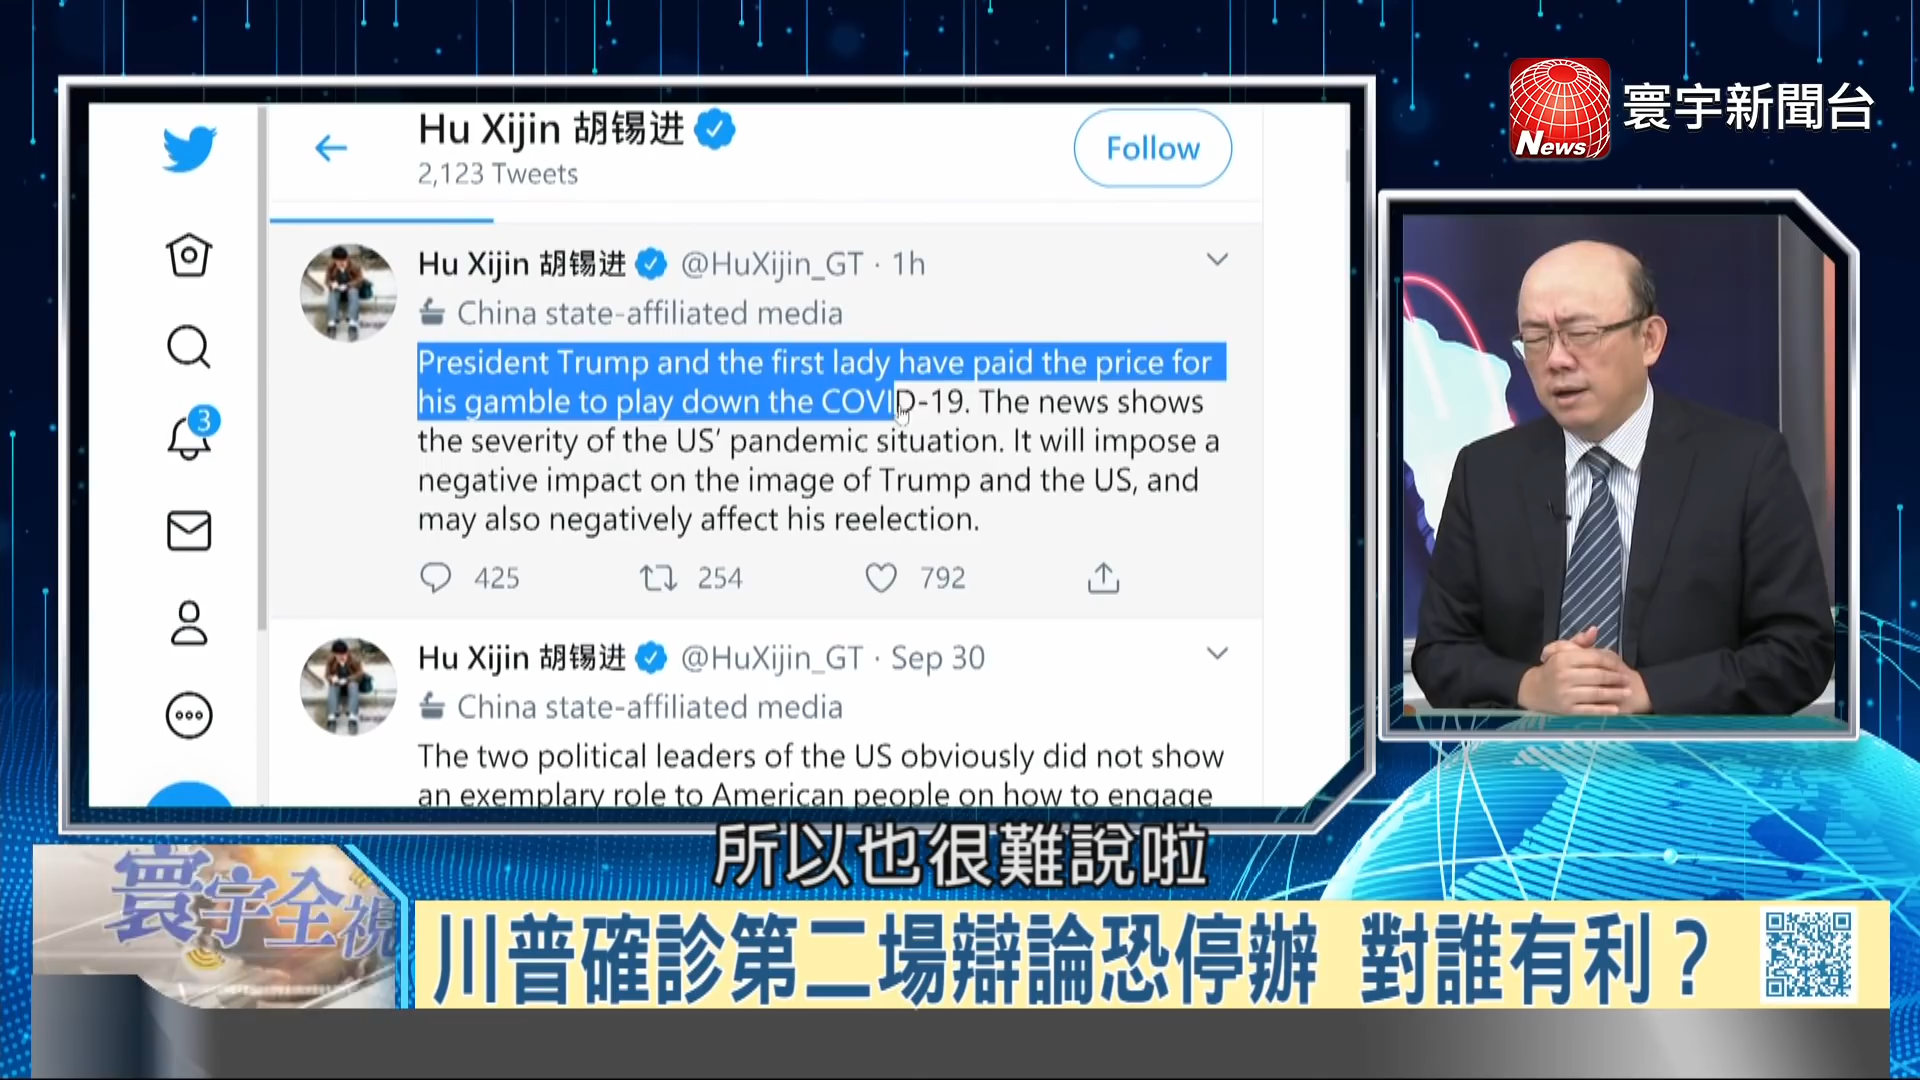 Hu Xijin 胡锡进
2,123 Tweets
Follow
News
寰宇新聞台
3
Hu Xijin 胡锡进 @HuXijin_GT · 1h
China state-affiliated media
President Trump and the first lady have paid the price for
his gamble to play down the COVID-19. The news shows
the severity of the US' pandemic situation. It will impose a
negative impact on the image of Trump and the US, and
may also negatively affect his reelection.
425 254 792
Hu Xijin 胡锡进 @HuXijin_GT · Sep 30
China state-affiliated media
The two political leaders of the US obviously did not show
an exemplary role to American people on how to engage
所以也很難說啦
寰宇全視
川普確診第二場辯論恐停辦 對誰有利？